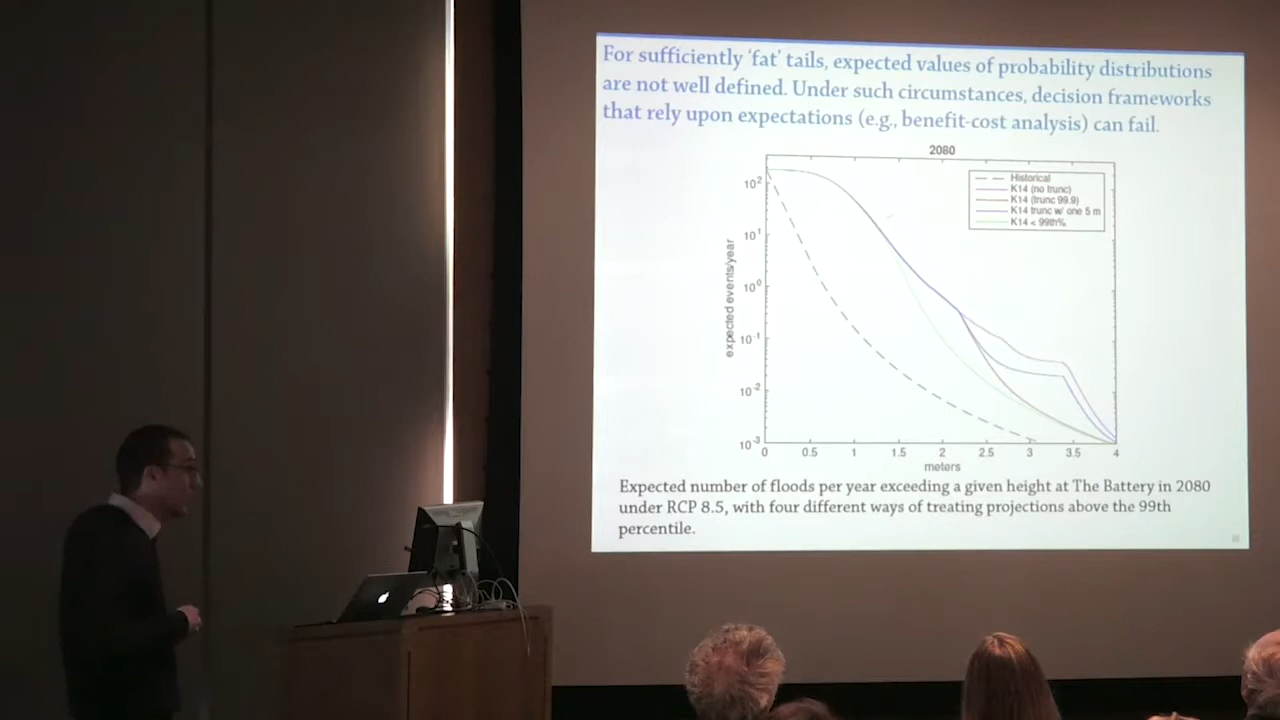 For sufficiently 'fat' tails, expected values of probability distributions
are not well defined. Under such circumstances, decision frameworks
that rely upon expectations (e.g., benefit-cost analysis) can fail.
2080
Historical
K14 (no trunc)
K14 (trunc 99.9)
K14 trunc w/ one 5 m
K14 < 99th%
expected events/year
10²
10¹
10⁰
10⁻¹
10⁻²
10⁻³
0 0.5 1 1.5 2 2.5 3 3.5 4
meters
Expected number of floods per year exceeding a given height at The Battery in 2080
under RCP 8.5, with four different ways of treating projections above the 99th
percentile.